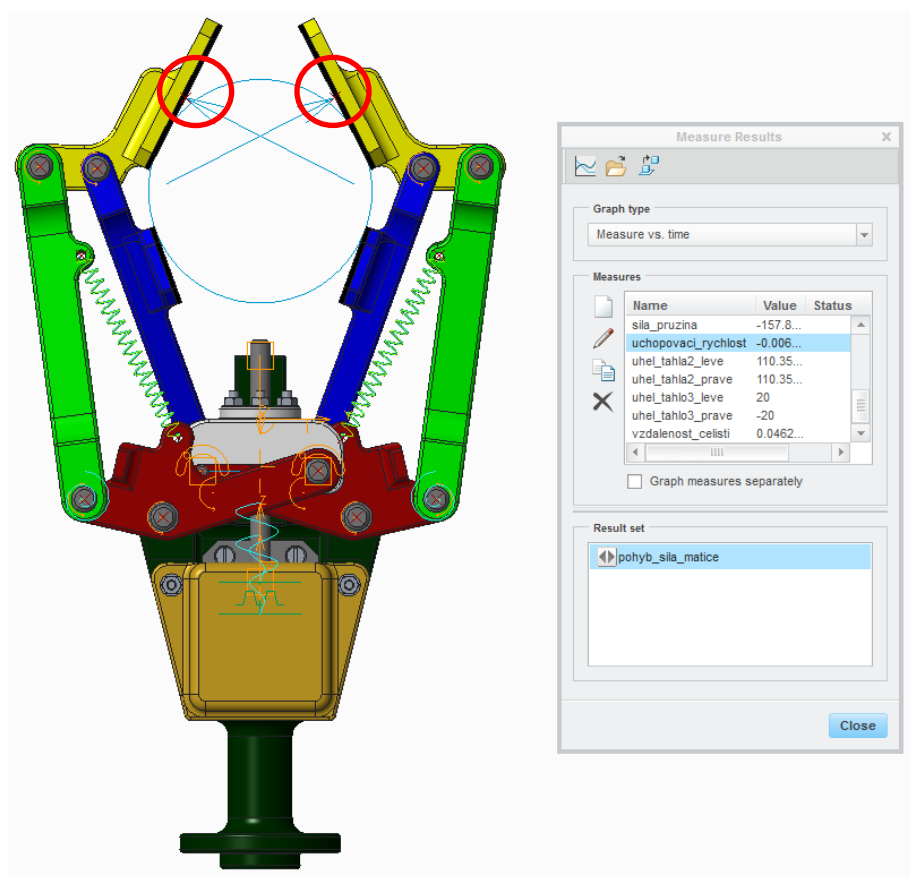 Measure Results
Graph type
Measure vs. time
Measures
Name Value Status
sila_pruzina -157.8...
uchopovaci_rychlost -0.006...
uhel_tahla2_leve 110.35...
uhel_tahla2_prave 110.35...
uhel_tahlo3_leve 20
uhel_tahlo3_prave -20
vzdalenost_celisti 0.0462...
Graph measures separately
Result set
pohyb_sila_matice
Close